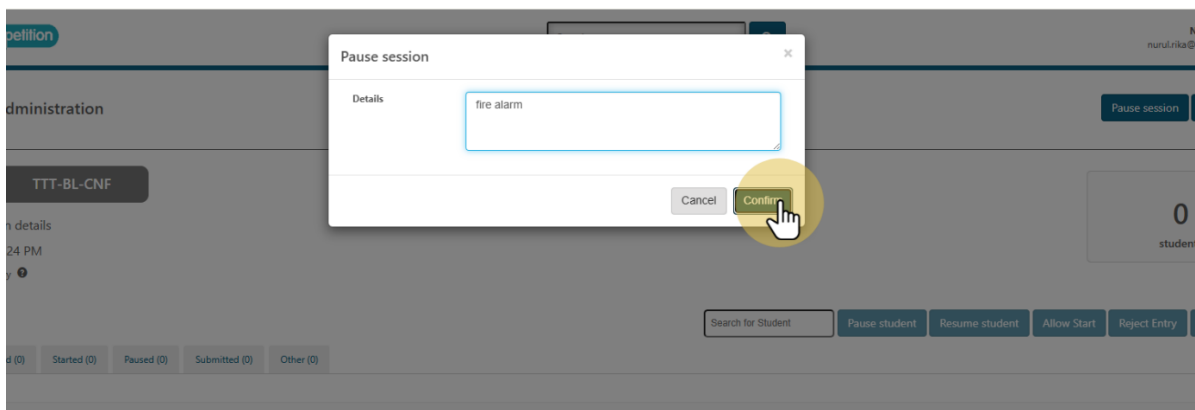 petition
nurul.rika@
Pause session
×
Details
fire alarm
Cancel
Confirm
dministration
Pause session
TTT-BL-CNF
n details
24 PM
y
0
student
Search for Student
Pause student
Resume student
Allow Start
Reject Entry
d (0)
Started (0)
Paused (0)
Submitted (0)
Other (0)